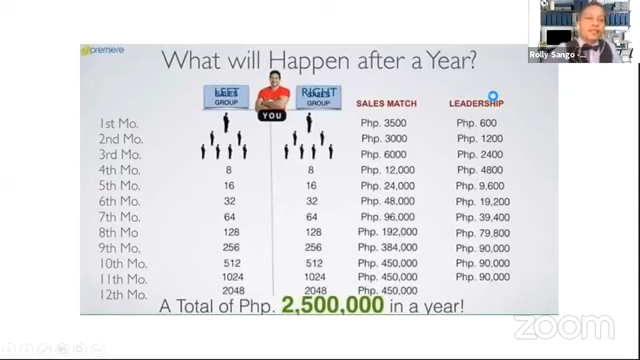 premiere
What will Happen after a Year?
Rolly Sango -...
LEFT SALES GROUP
RIGHT SALES GROUP
SALES MATCH LEADERSHIP
YOU
1st Mo. Php. 3500 Php. 600
2nd Mo. Php. 3000 Php. 1200
3rd Mo. Php. 6000 Php. 2400
4th Mo. 8 8 Php. 12,000 Php. 4800
5th Mo. 16 16 Php. 24,000 Php. 9,600
6th Mo. 32 32 Php. 48,000 Php. 19,200
7th Mo. 64 64 Php. 96,000 Php. 39,400
8th Mo 128 128 Php. 192,000 Php. 79,800
9th Mo. 256 256 Php. 384,000 Php. 90,000
10th Mo. 512 512 Php. 450,000 Php. 90,000
11th Mo. 1024 1024 Php. 450,000 Php. 90,000
12th Mo. 2048 2048 Php. 450,000
A Total of Php. 2,500,000 in a year!
zoom